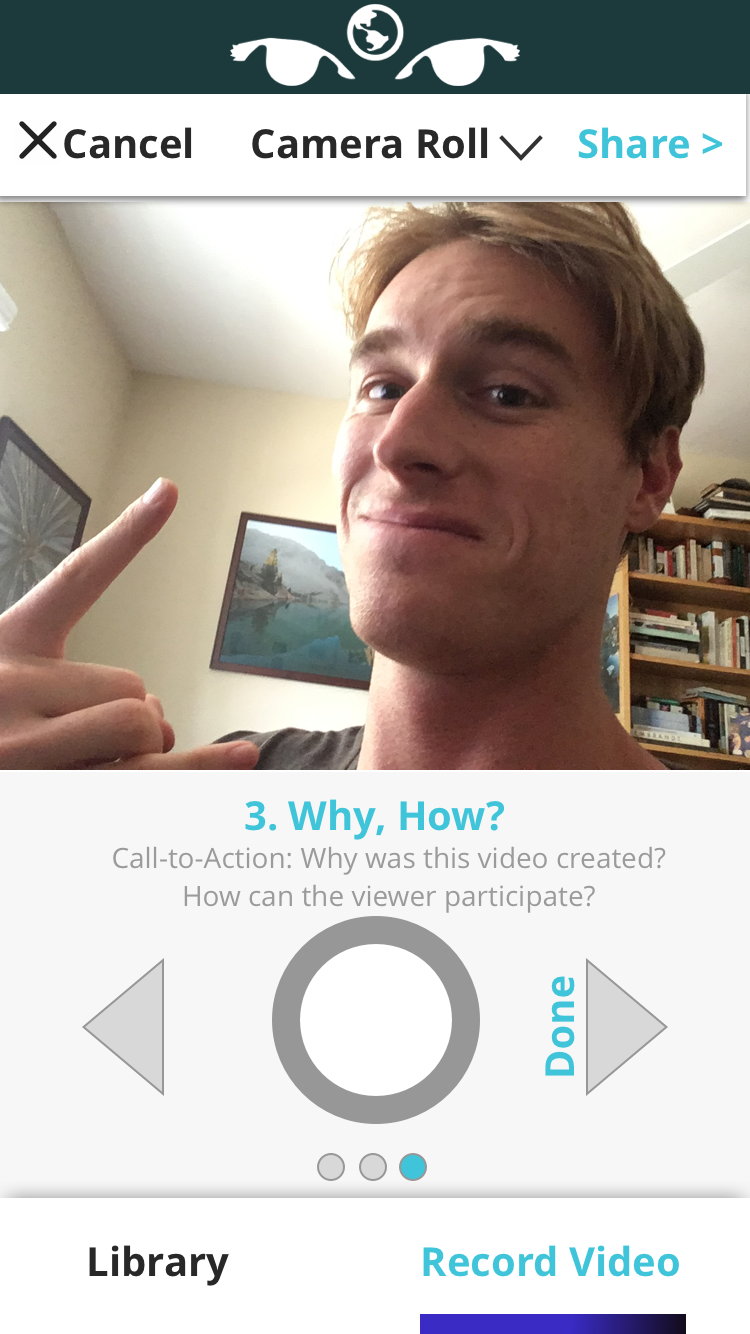 Cancel Camera Roll Share >
3. Why, How?
Call-to-Action: Why was this video created?
How can the viewer participate?
Done
Library Record Video